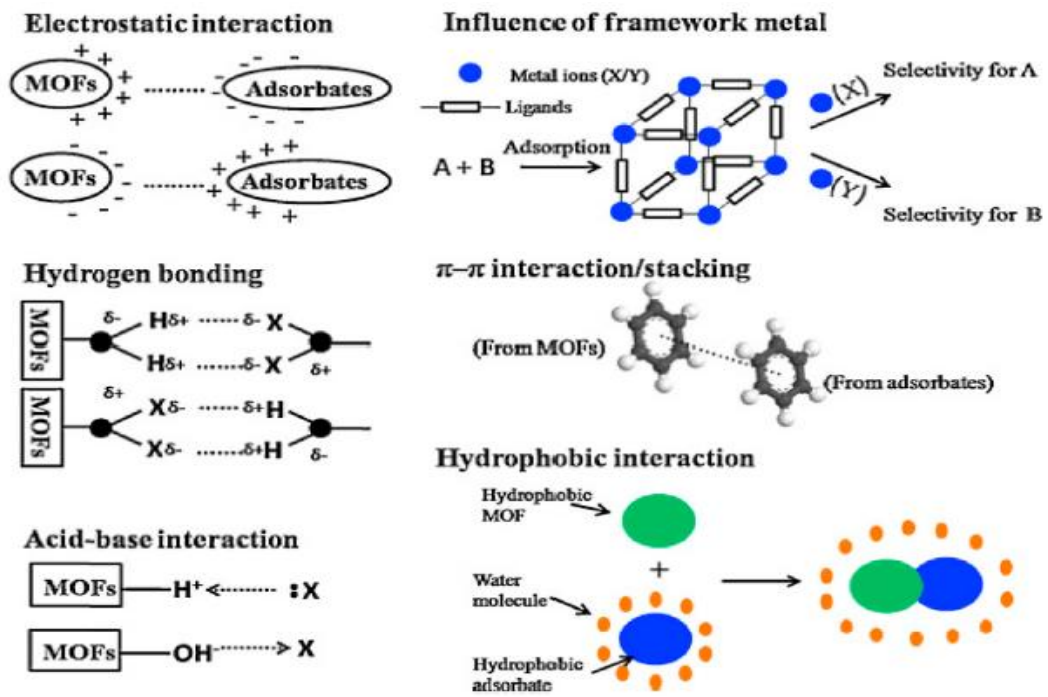 Electrostatic interaction
MOFs + + + + + + ........ - - - - - - - - - - Adsorbates
MOFs - - - - - - ........ + + + + + + + + + + Adsorbates
Hydrogen bonding
MOFs δ- Hδ+ ...... δ- X
Hδ+ ...... δ- X δ+
MOFs δ+ Xδ- ...... δ+H
Xδ- ...... δ+H δ-
Acid-base interaction
MOFs H⁺ :X
MOFs OH⁻ X
Influence of framework metal
Metal ions (X/Y)
Ligands
A + B Adsorption
(X) Selectivity for A
(Y) Selectivity for B
π–π interaction/stacking
(From MOFs)
(From adsorbates)
Hydrophobic interaction
Hydrophobic
MOF
+
Water
molecule
Hydrophobic
adsorbate